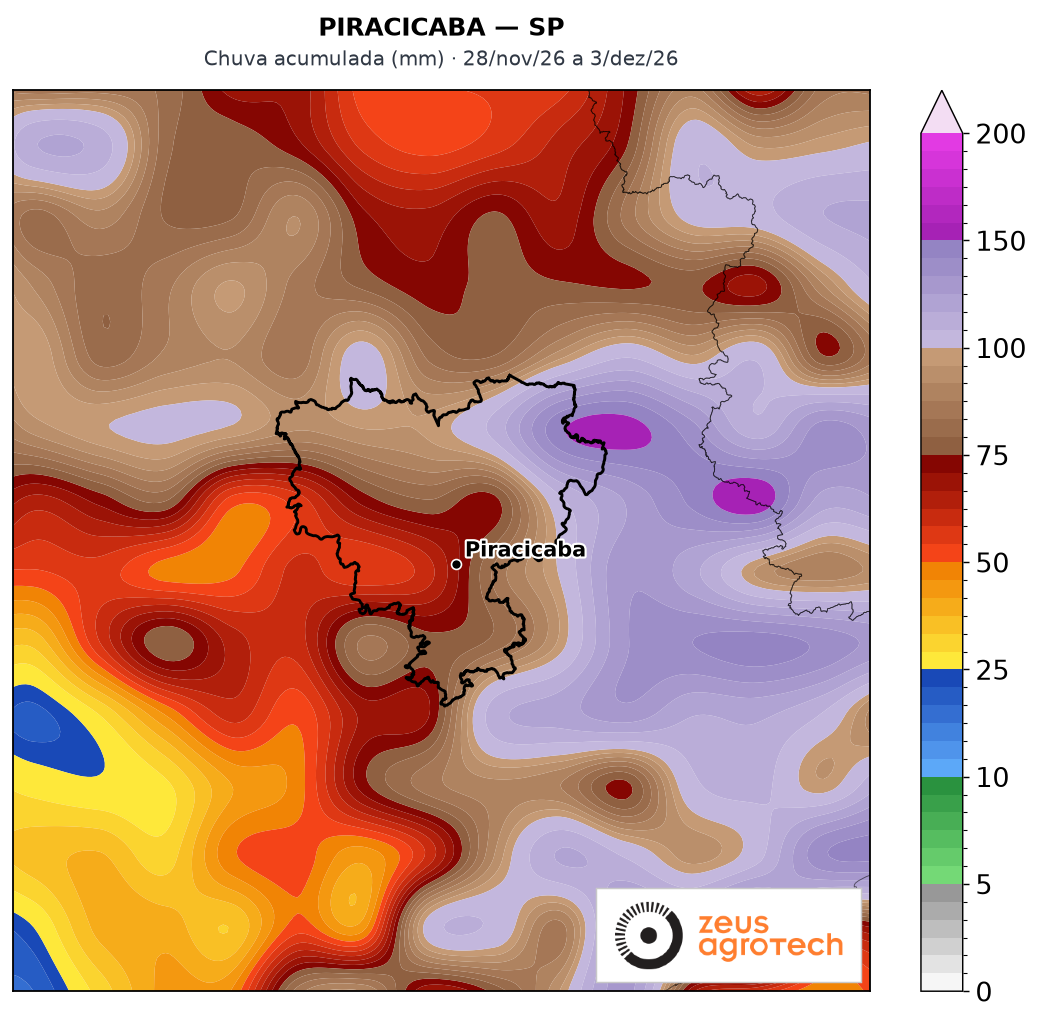 PIRACICABA — SP
Chuva acumulada (mm) · 28/nov/26 a 3/dez/26
200
150
100
75
50
25
10
5
0
Piracicaba
zeus
agrotech